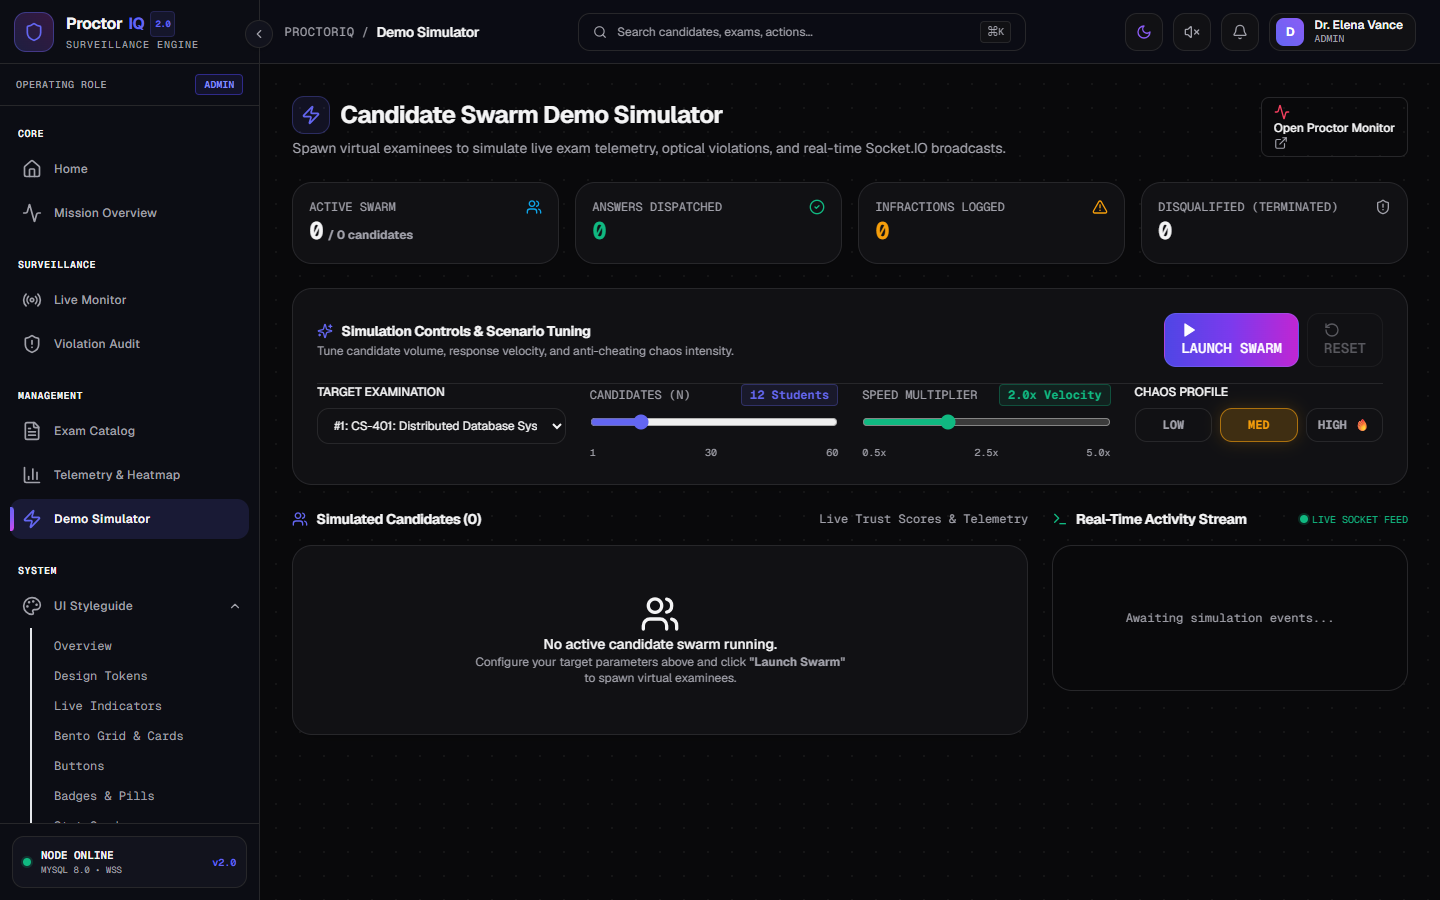 Proctor IQ 2.0
SURVEILLANCE ENGINE
PROCTORIQ / Demo Simulator
Search candidates, exams, actions...
⌘K
D
Dr. Elena Vance
ADMIN
OPERATING ROLE
ADMIN
CORE
Home
Mission Overview
SURVEILLANCE
Live Monitor
Violation Audit
MANAGEMENT
Exam Catalog
Telemetry & Heatmap
Demo Simulator
SYSTEM
UI Styleguide
Overview
Design Tokens
Live Indicators
Bento Grid & Cards
Buttons
Badges & Pills
NODE ONLINE
MYSQL 8.0 • WSS
v2.0
Candidate Swarm Demo Simulator
Spawn virtual examinees to simulate live exam telemetry, optical violations, and real-time Socket.IO broadcasts.
Open Proctor Monitor
ACTIVE SWARM
0 / 0 candidates
ANSWERS DISPATCHED
0
INFRACTIONS LOGGED
0
DISQUALIFIED (TERMINATED)
0
Simulation Controls & Scenario Tuning
Tune candidate volume, response velocity, and anti-cheating chaos intensity.
LAUNCH SWARM
RESET
TARGET EXAMINATION
#1: CS-401: Distributed Database Sys
CANDIDATES (N)
12 Students
1 30 60
SPEED MULTIPLIER
2.0x Velocity
0.5x 2.5x 5.0x
CHAOS PROFILE
LOW
MED
HIGH 🔥
Simulated Candidates (0)
Live Trust Scores & Telemetry
No active candidate swarm running.
Configure your target parameters above and click "Launch Swarm"
to spawn virtual examinees.
Real-Time Activity Stream
LIVE SOCKET FEED
Awaiting simulation events...